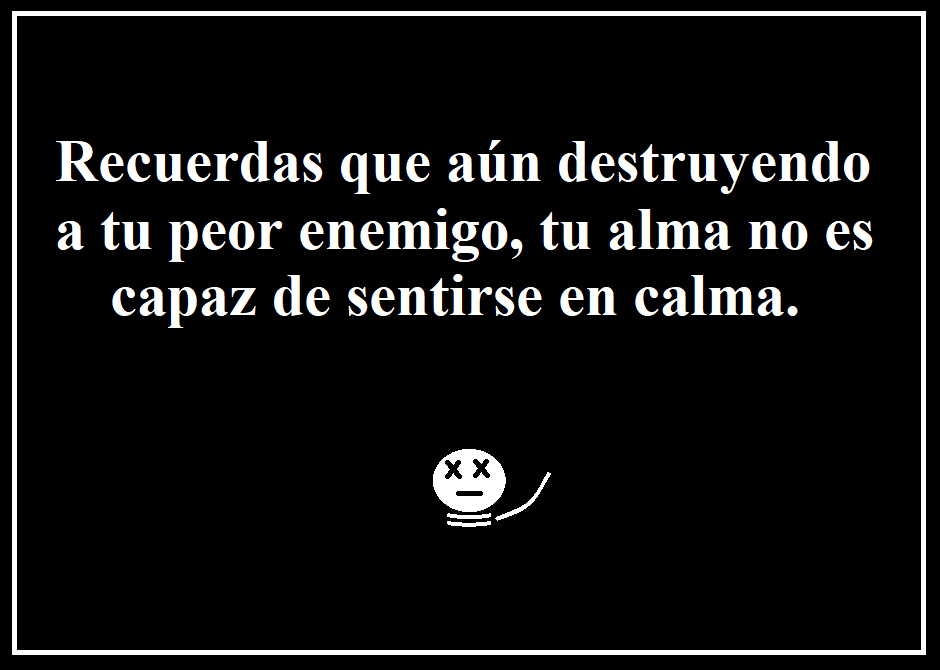 Recuerdas que aún destruyendo
a tu peor enemigo, tu alma no es
capaz de sentirse en calma.